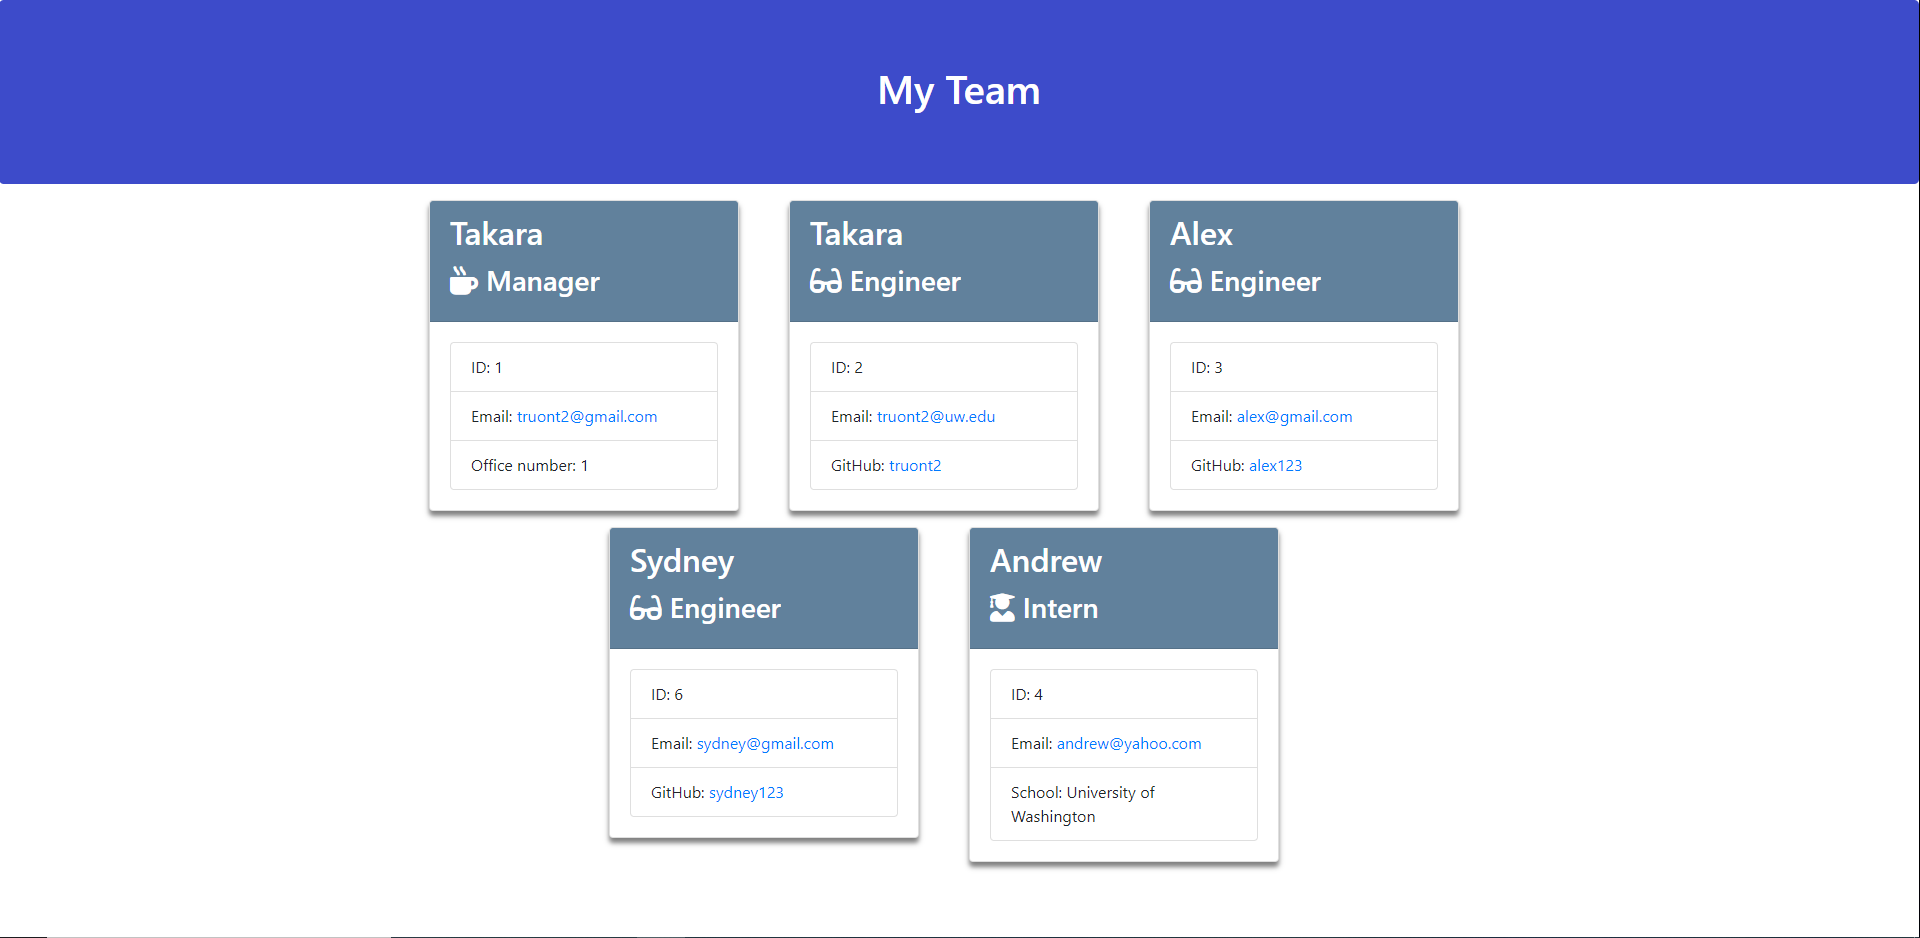 My Team
Takara
Manager
ID: 1
Email: truont2@gmail.com
Office number: 1
Takara
Engineer
ID: 2
Email: truont2@uw.edu
GitHub: truont2
Alex
Engineer
ID: 3
Email: alex@gmail.com
GitHub: alex123
Sydney
Engineer
ID: 6
Email: sydney@gmail.com
GitHub: sydney123
Andrew
Intern
ID: 4
Email: andrew@yahoo.com
School: University of
Washington